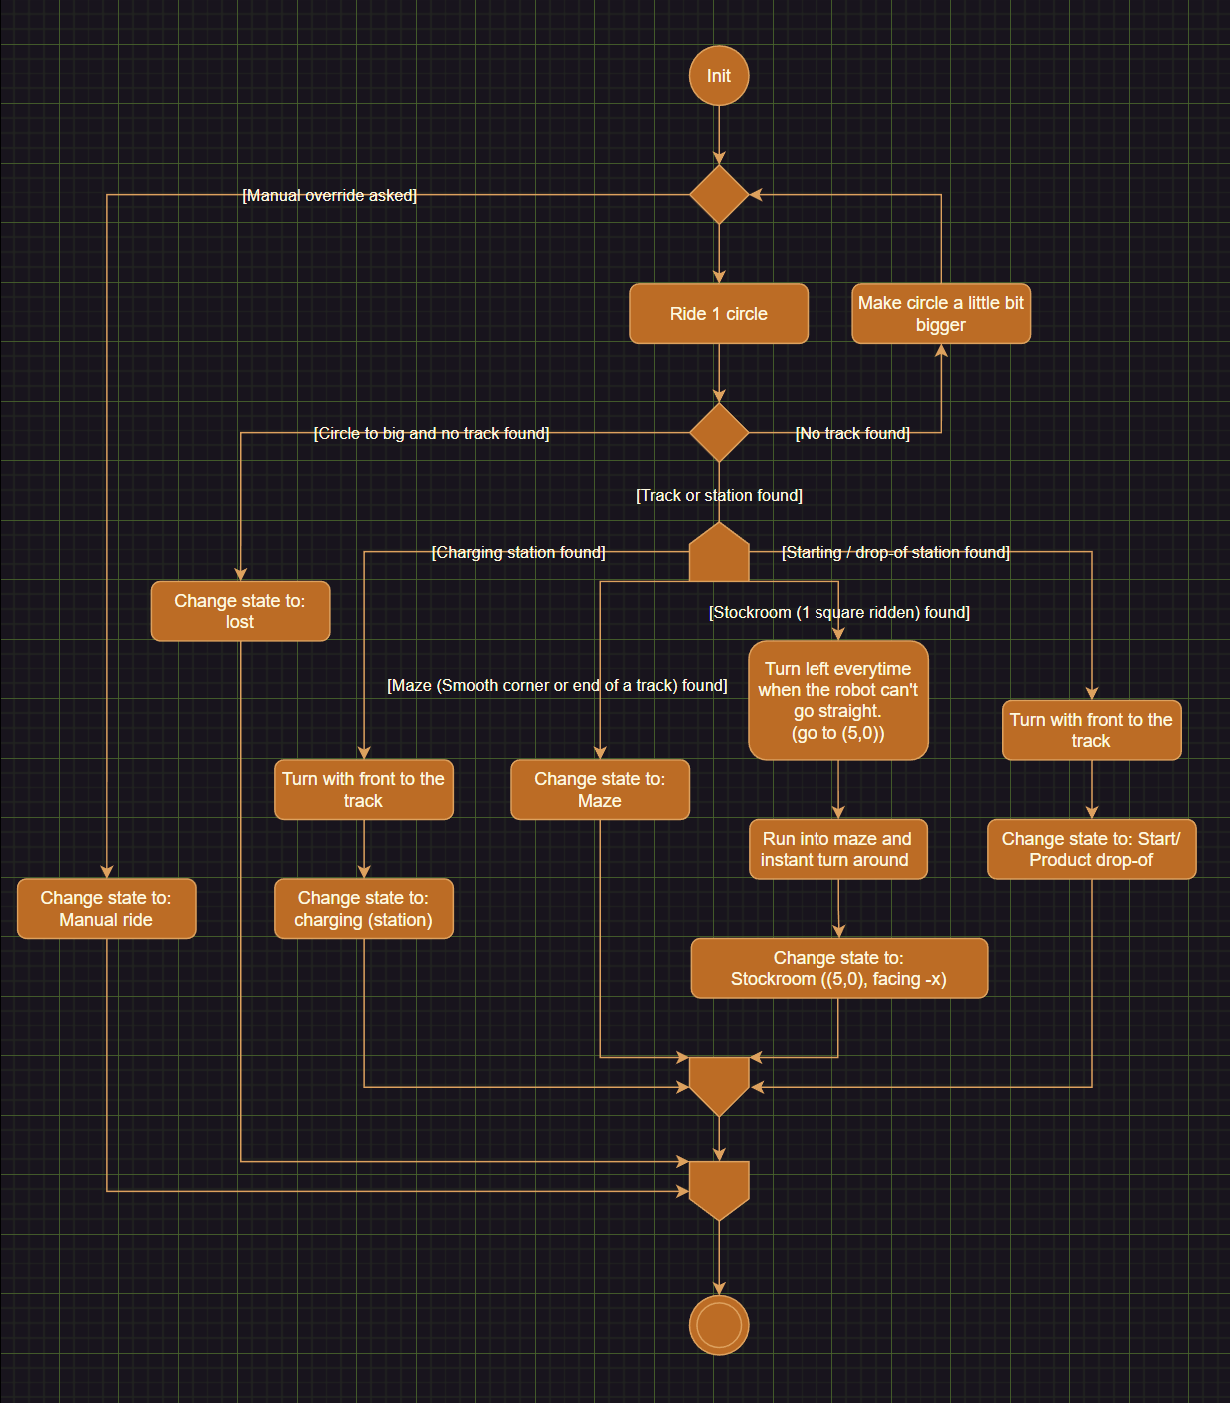 Init
[Manual override asked]
Ride 1 circle
Make circle a little bit
bigger
[Circle to big and no track found]
[No track found]
[Track or station found]
[Charging station found]
[Starting / drop-of station found]
Change state to:
lost
[Stockroom (1 square ridden) found]
Turn left everytime
when the robot can't
go straight.
(go to (5,0))
[Maze (Smooth corner or end of a track) found]
Turn with front to the
track
Turn with front to the
track
Change state to:
Maze
Run into maze and
instant turn around
Change state to: Start/
Product drop-of
Change state to:
Manual ride
Change state to:
charging (station)
Change state to:
Stockroom ((5,0), facing -x)